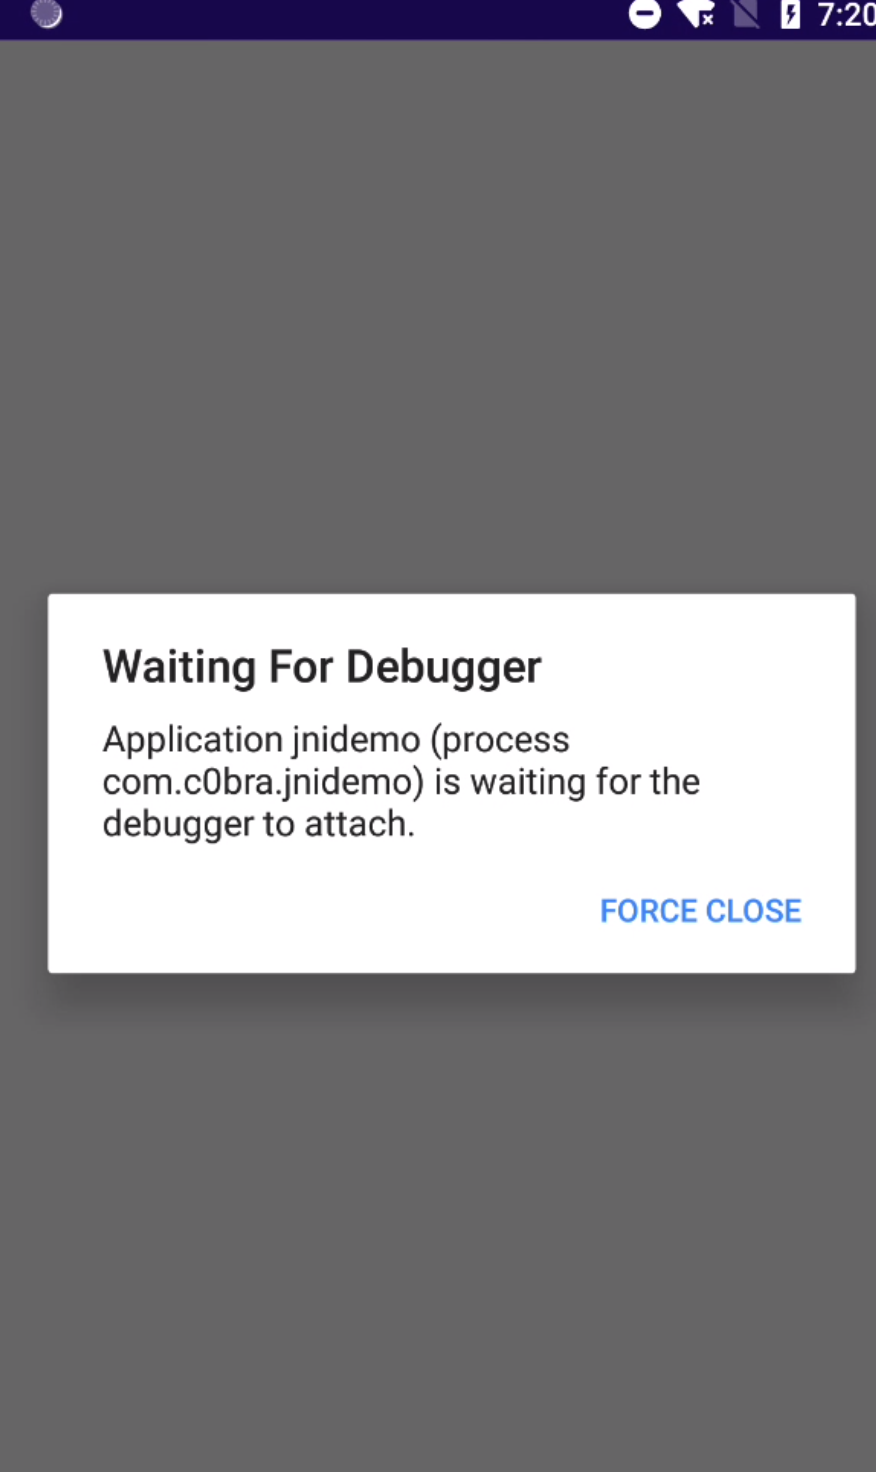 7:20
Waiting For Debugger
Application jnidemo (process
com.c0bra.jnidemo) is waiting for the
debugger to attach.
FORCE CLOSE